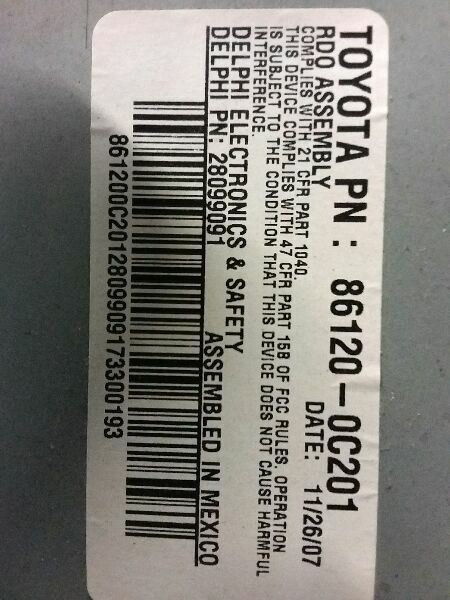 TOYOTA PN: 86120-0C201
RDO ASSEMBLY DATE: 11/26/07
COMPLIES WITH 21 CFR PART 1040.
THIS DEVICE COMPLIES WITH 47 CFR PART 15B OF FCC RULES. OPERATION
IS SUBJECT TO THE CONDITION THAT THIS DEVICE DOES NOT CAUSE HARMFUL
INTERFERENCE.
DELPHI ELECTRONICS & SAFETY
DELPHI PN: 28099091 ASSEMBLED IN MEXICO
861200C2012809909173300193